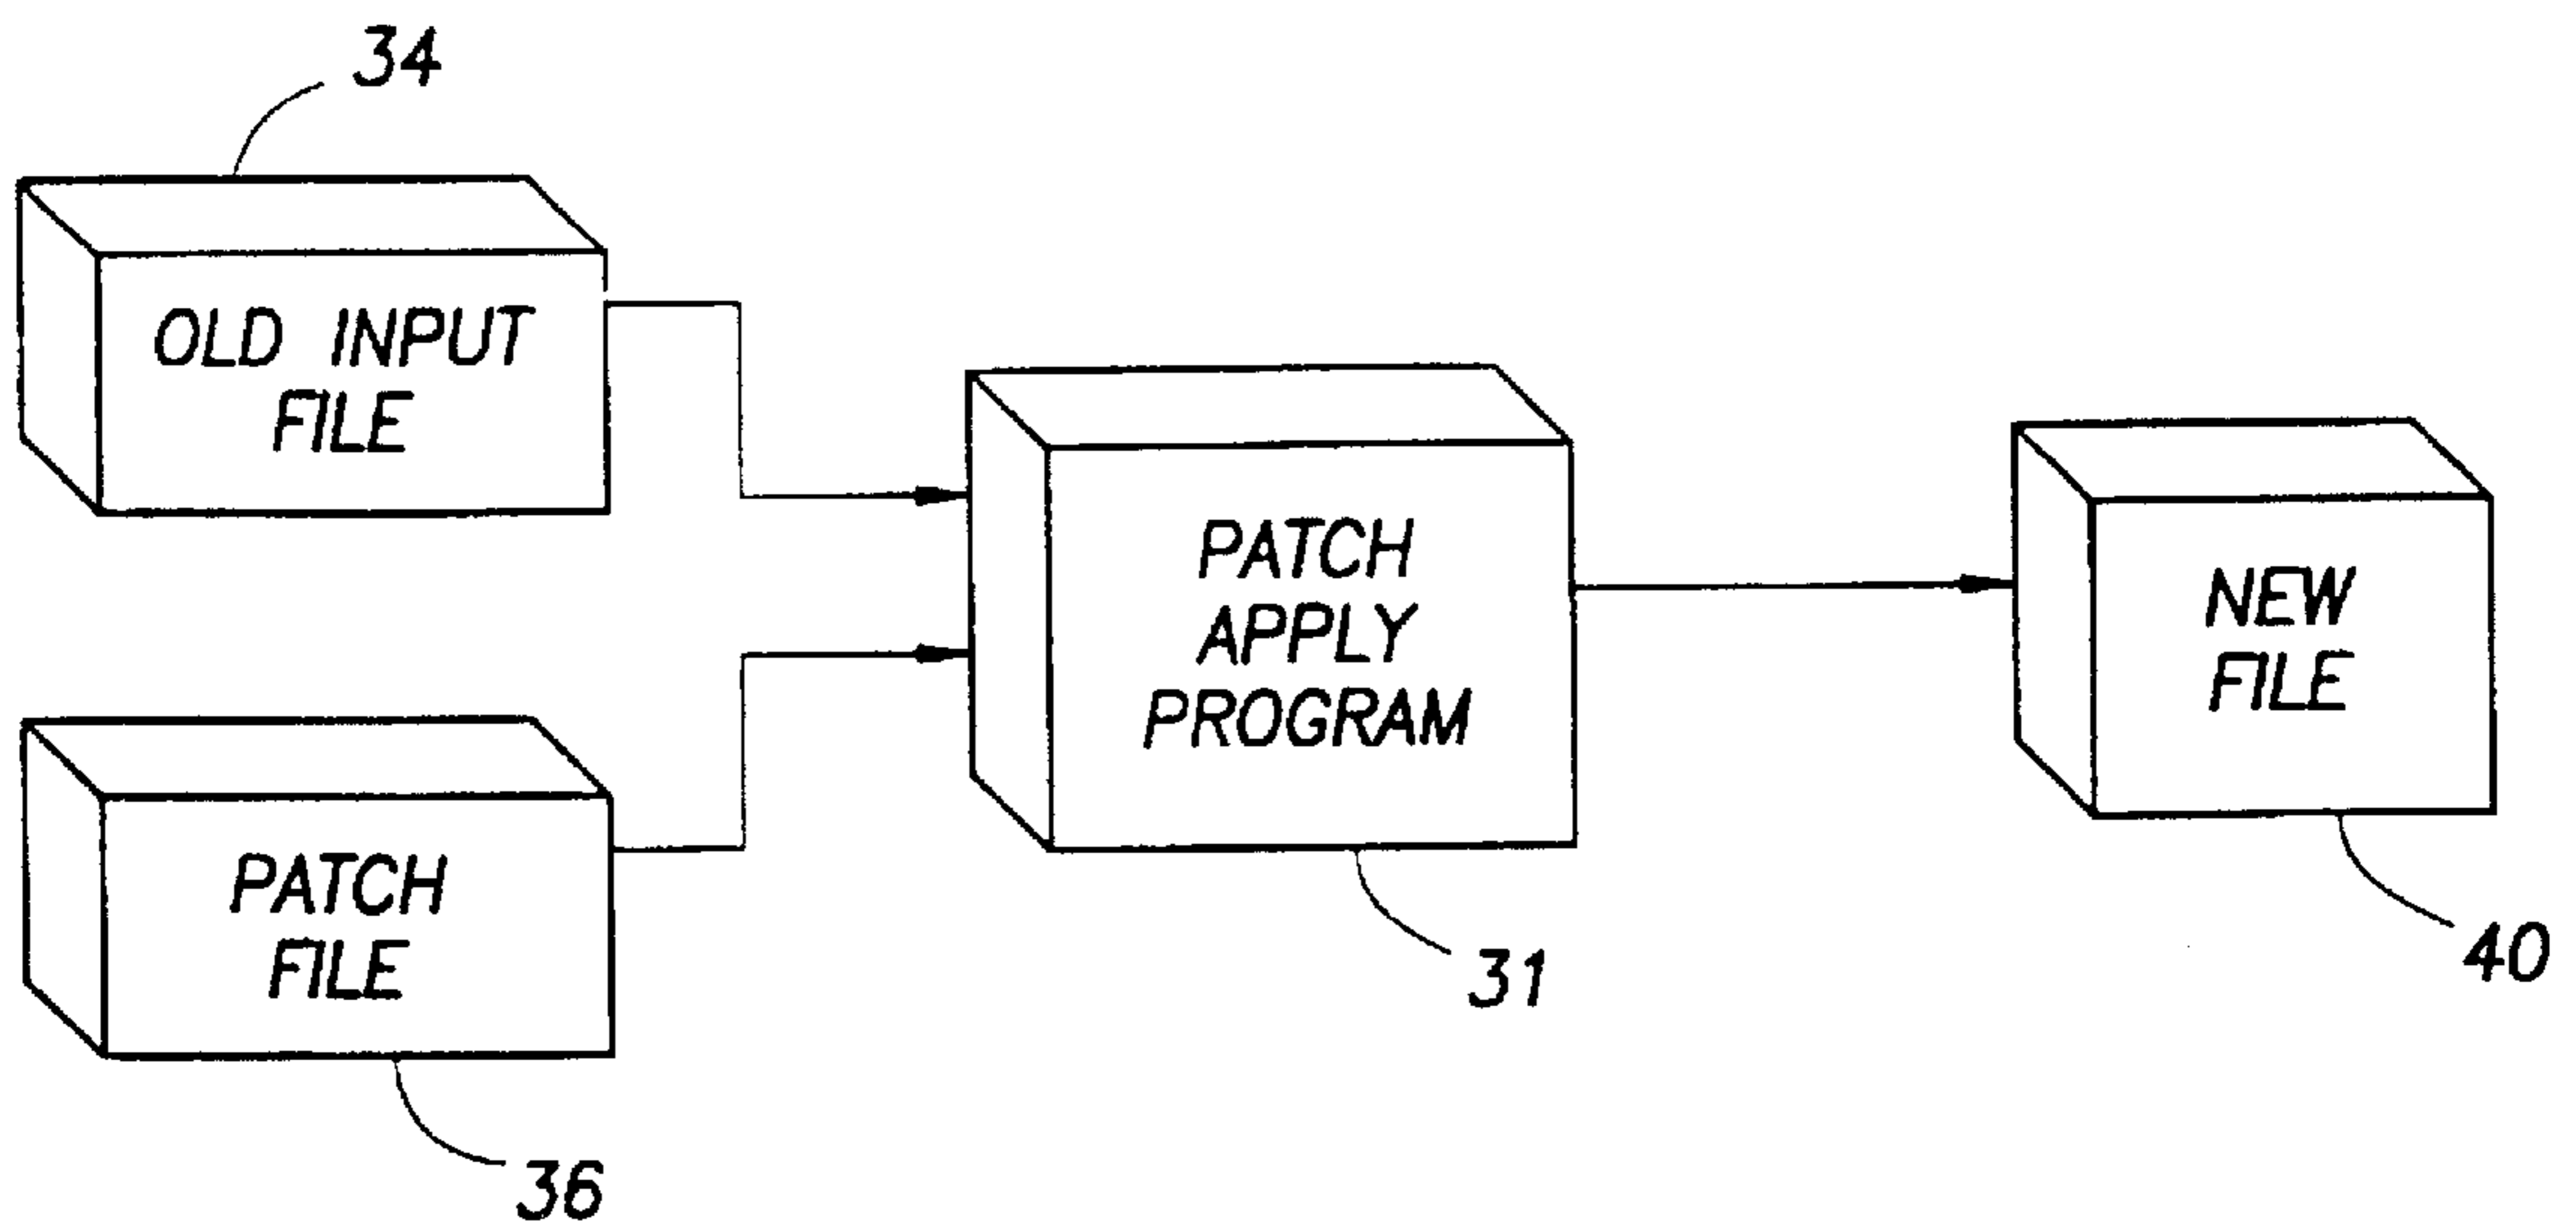 34
OLD INPUT
FILE
PATCH
APPLY
PROGRAM
NEW
FILE
PATCH
FILE
31
40
36